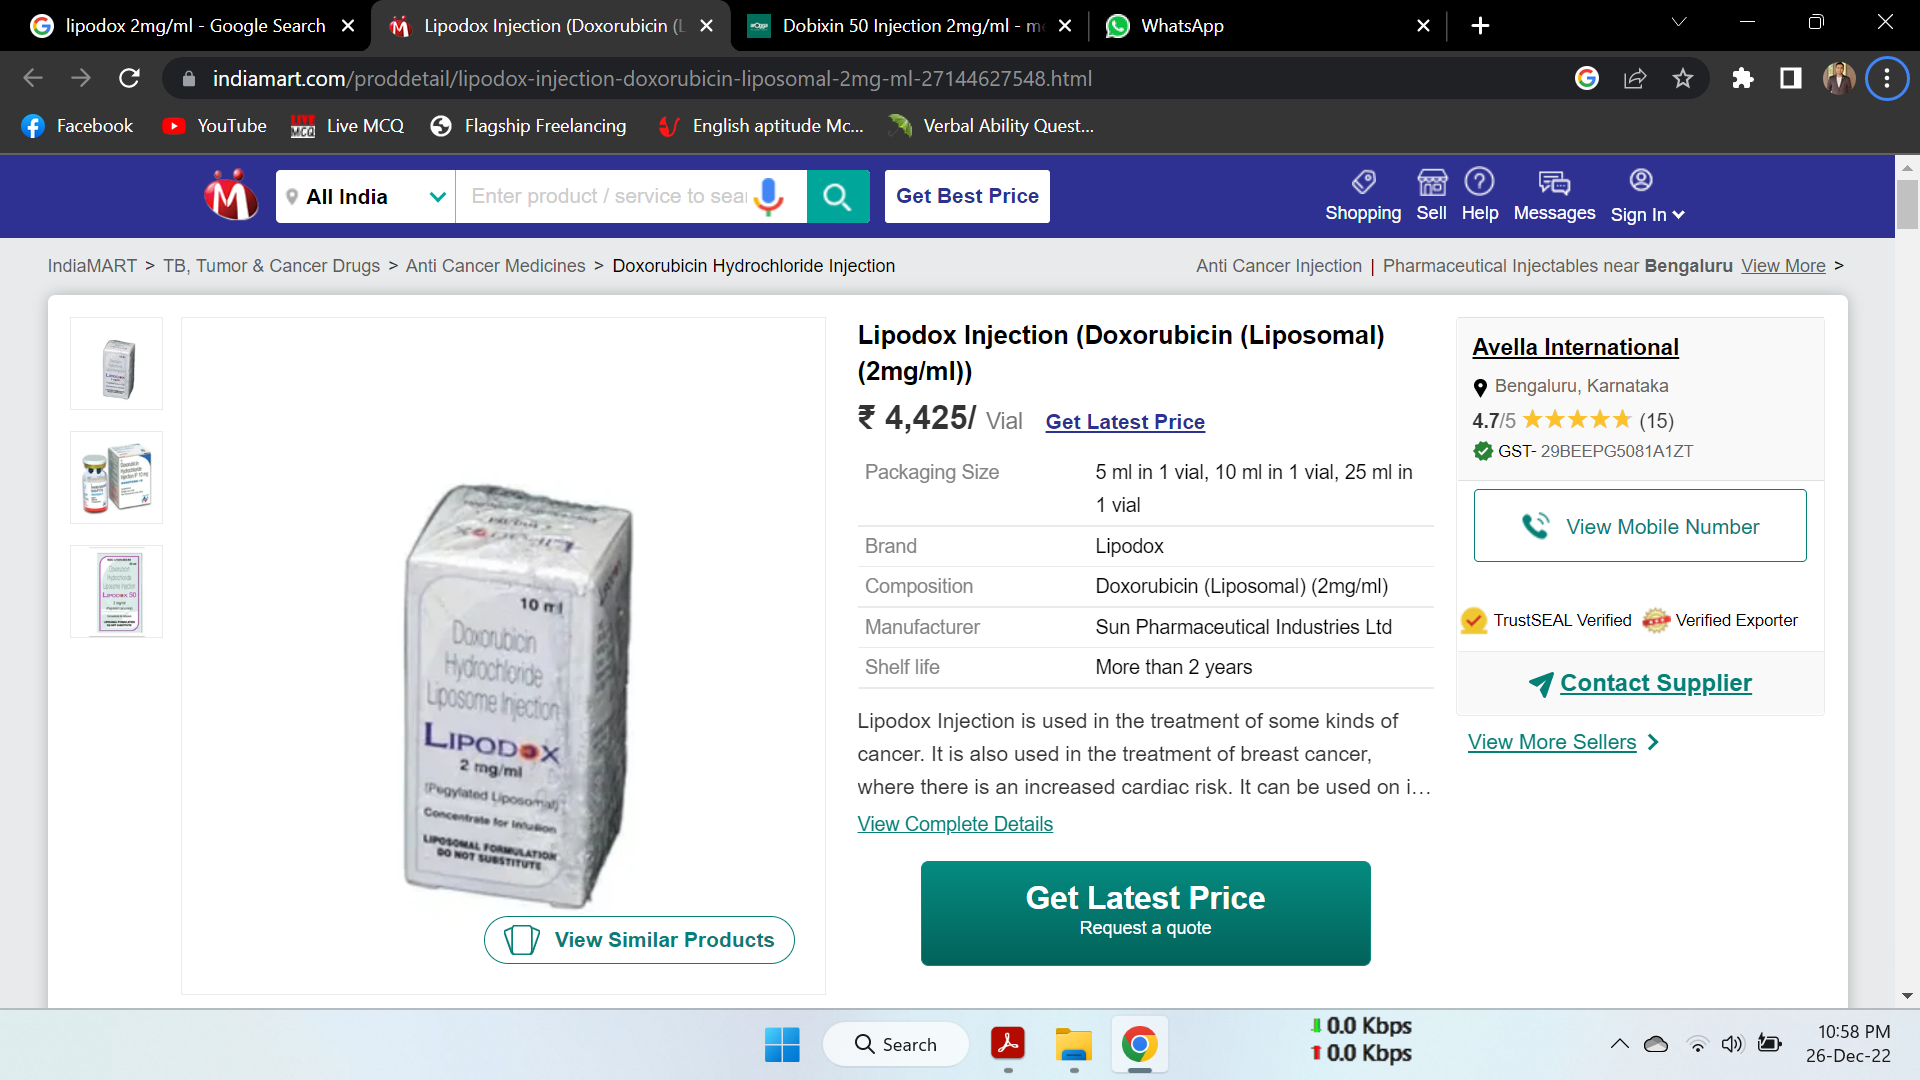 lipodox 2mg/ml - Google Search
Lipodox Injection (Doxorubicin (L
Dobixin 50 Injection 2mg/ml - m
WhatsApp
indiamart.com/proddetail/lipodox-injection-doxorubicin-liposomal-2mg-ml-27144627548.html
Facebook
YouTube
LIVE MCQ
Live MCQ
Flagship Freelancing
English aptitude Mc...
Verbal Ability Quest...
All India
Enter product / service to sea
Get Best Price
Shopping
Sell
Help
Messages
Sign In
IndiaMART > TB, Tumor & Cancer Drugs > Anti Cancer Medicines > Doxorubicin Hydrochloride Injection
Anti Cancer Injection | Pharmaceutical Injectables near Bengaluru View More >
10 ml
Doxorubicin
Hydrochloride
Liposome Injection
LIPODOX
2 mg/ml
(Pegylated Liposomal)
Concentrate for Infusion
LIPOSOMAL FORMULATION
DO NOT SUBSTITUTE
View Similar Products
Lipodox Injection (Doxorubicin (Liposomal)
(2mg/ml))
₹ 4,425/ Vial Get Latest Price
Packaging Size 5 ml in 1 vial, 10 ml in 1 vial, 25 ml in
1 vial
Brand Lipodox
Composition Doxorubicin (Liposomal) (2mg/ml)
Manufacturer Sun Pharmaceutical Industries Ltd
Shelf life More than 2 years
Lipodox Injection is used in the treatment of some kinds of
cancer. It is also used in the treatment of breast cancer,
where there is an increased cardiac risk. It can be used on i...
View Complete Details
Get Latest Price
Request a quote
Avella International
Bengaluru, Karnataka
4.7/5 (15)
GST- 29BEEPG5081A1ZT
View Mobile Number
TrustSEAL Verified
Verified Exporter
Contact Supplier
View More Sellers
Search
0.0 Kbps
0.0 Kbps
10:58 PM
26-Dec-22